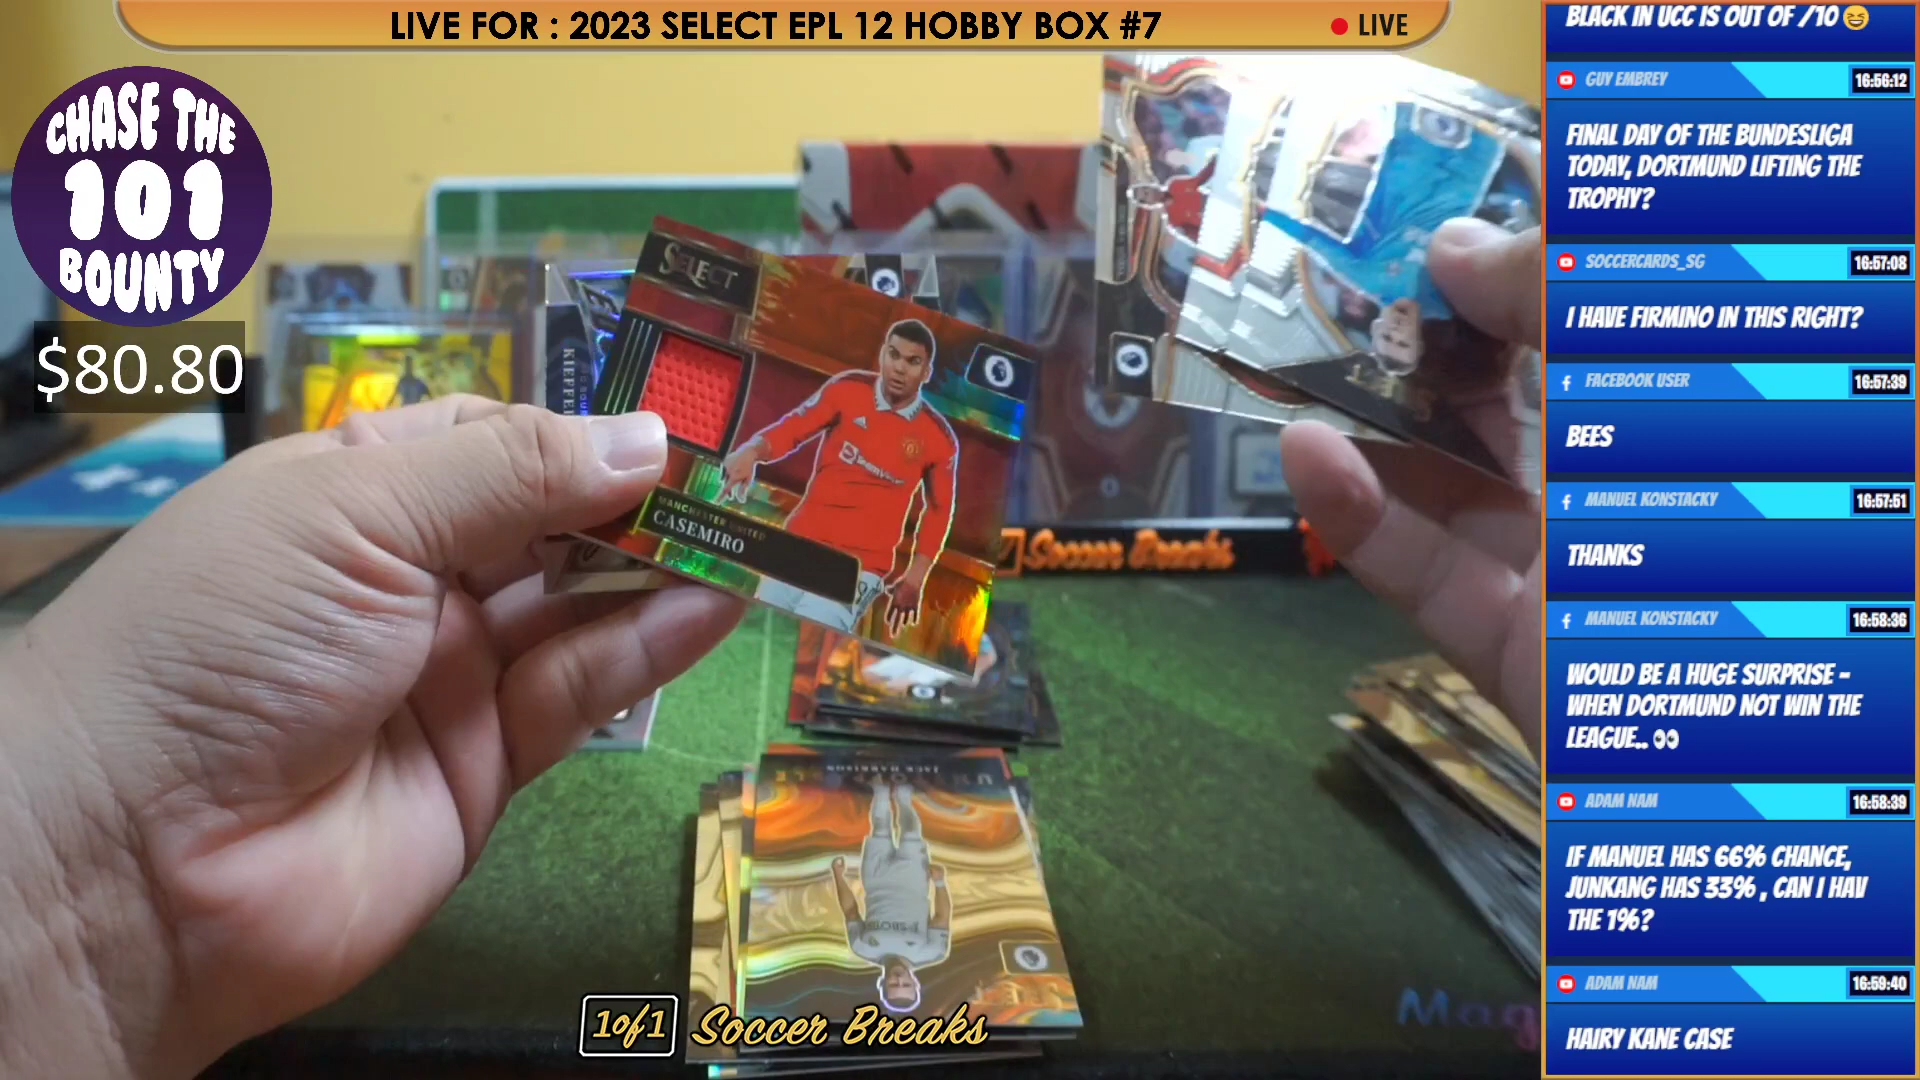 LIVE FOR : 2023 SELECT EPL 12 HOBBY BOX #7
LIVE
CHASE THE
101
BOUNTY
$80.80
SELECT
MANCHESTER UNITED
CASEMIRO
TeamViewer
KIEFFE
Soccer Breaks
JACK HARRISON
1of1
Soccer Breaks
Mag
BLACK IN UCC IS OUT OF /10 😆
GUY EMBREY
16:56:12
FINAL DAY OF THE BUNDESLIGA
TODAY, DORTMUND LIFTING THE
TROPHY?
SOCCERCARDS_SG
16:57:08
I HAVE FIRMINO IN THIS RIGHT?
FACEBOOK USER
16:57:39
BEES
MANUEL KONSTACKY
16:57:51
THANKS
MANUEL KONSTACKY
16:58:36
WOULD BE A HUGE SURPRISE -
WHEN DORTMUND NOT WIN THE
LEAGUE.. 👀
ADAM NAM
16:58:39
IF MANUEL HAS 66% CHANCE,
JUNKANG HAS 33% , CAN I HAV
THE 1%?
ADAM NAM
16:59:40
HAIRY KANE CASE